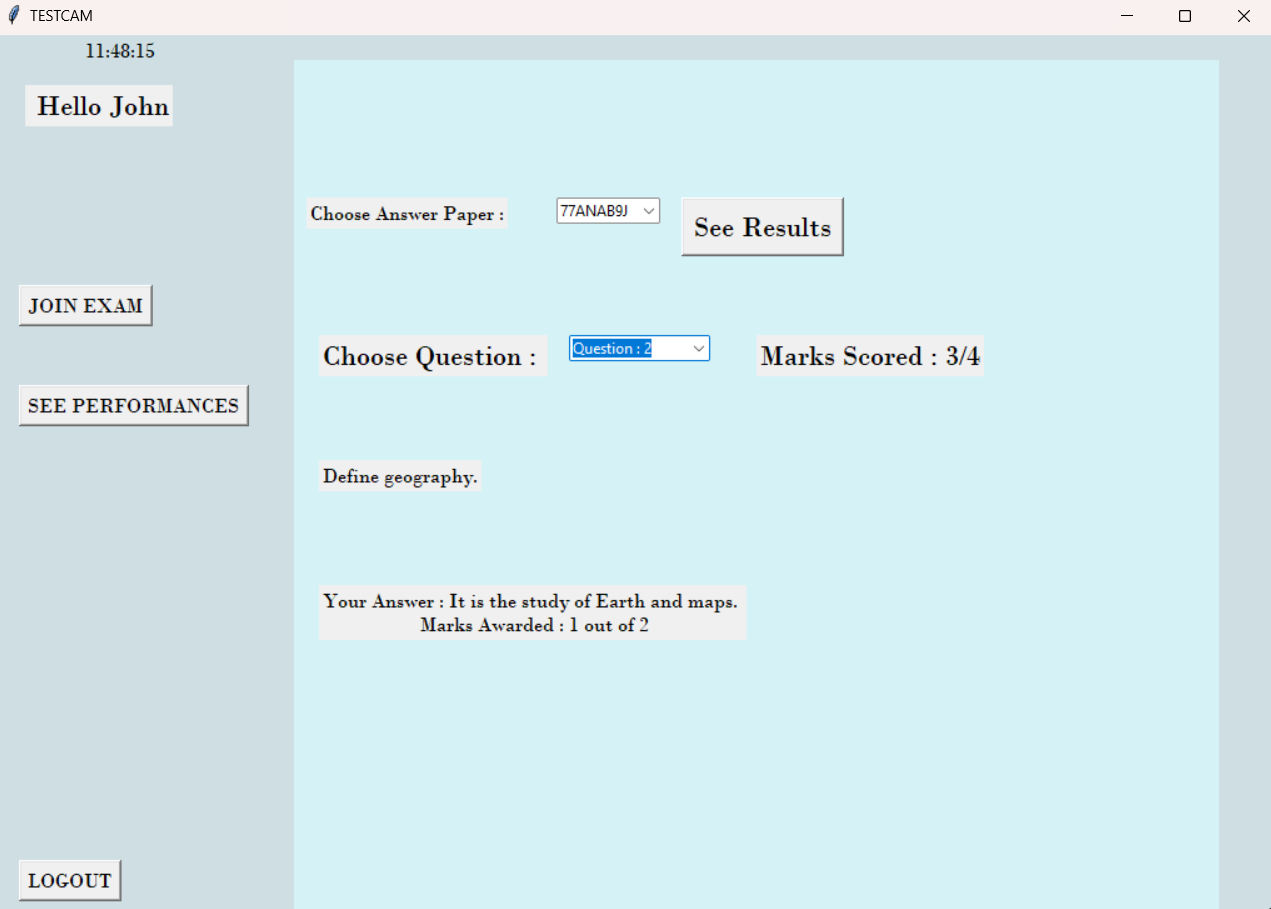 TESTCAM
11:48:15
Hello John
Choose Answer Paper :
77ANAB9J
See Results
JOIN EXAM
Choose Question :
Question : 2
Marks Scored : 3/4
SEE PERFORMANCES
Define geography.
Your Answer : It is the study of Earth and maps.
Marks Awarded : 1 out of 2
LOGOUT